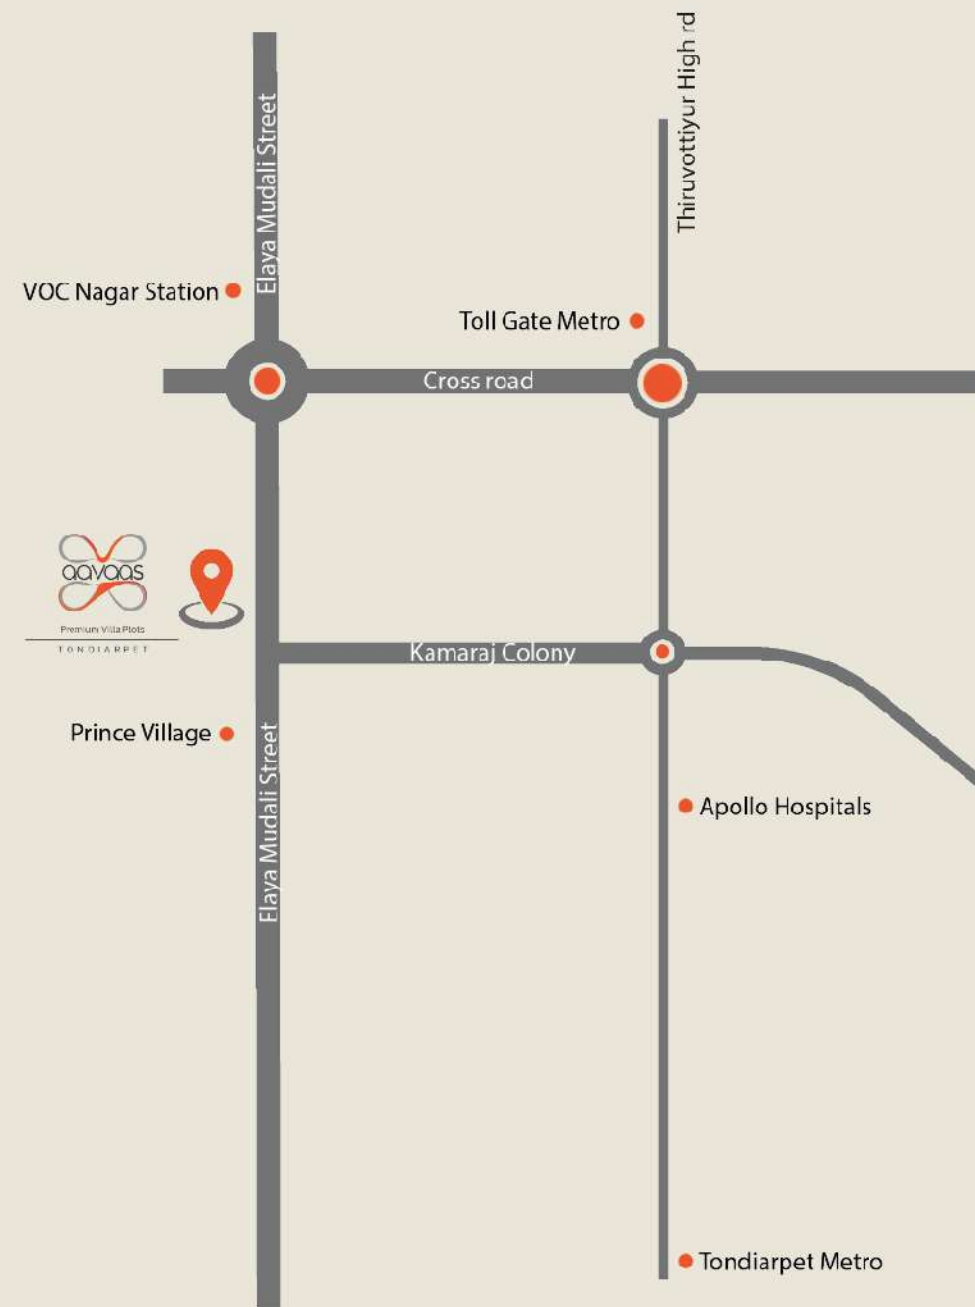 Thiruvottiyur High rd
Elaya Mudali Street
VOC Nagar Station
Toll Gate Metro
Cross road
aavaas
Premium Villa Plots
TONDIARPET
Kamaraj Colony
Prince Village
Elaya Mudali Street
Apollo Hospitals
Tondiarpet Metro